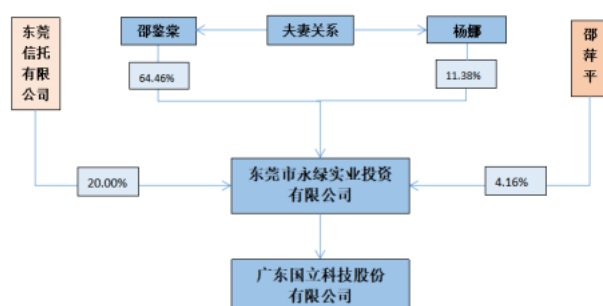 东莞
信托
有限
公司
邵鉴棠
夫妻关系
杨娜
邵
萍
平
64.46%
11.38%
20.00%
东莞市永绿实业投资
有限公司
4.16%
广东国立科技股份
有限公司